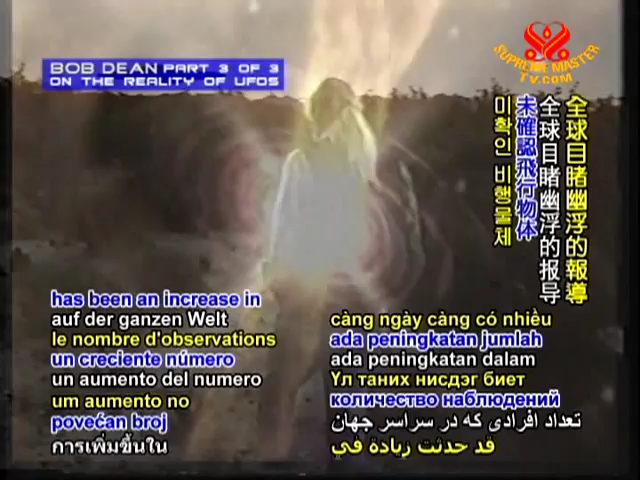 BOB DEAN PART 3 OF 3
ON THE REALITY OF UFOS
SUPREME MASTER
TV.COM
全球目睹幽浮的報導
全球目睹幽浮的报导
未確認飛行物体
미확인 비행물체
has been an increase in
auf der ganzen Welt
le nombre d'observations
un creciente número
un aumento del numero
um aumento no
povećan broj
การเพิ่มขึ้นใน
càng ngày càng có nhiều
ada peningkatan jumlah
ada peningkatan dalam
Үл таних нисдэг биет
количество наблюдений
تعداد افرادی که در سراسر جهان
قد حدثت زيادة في